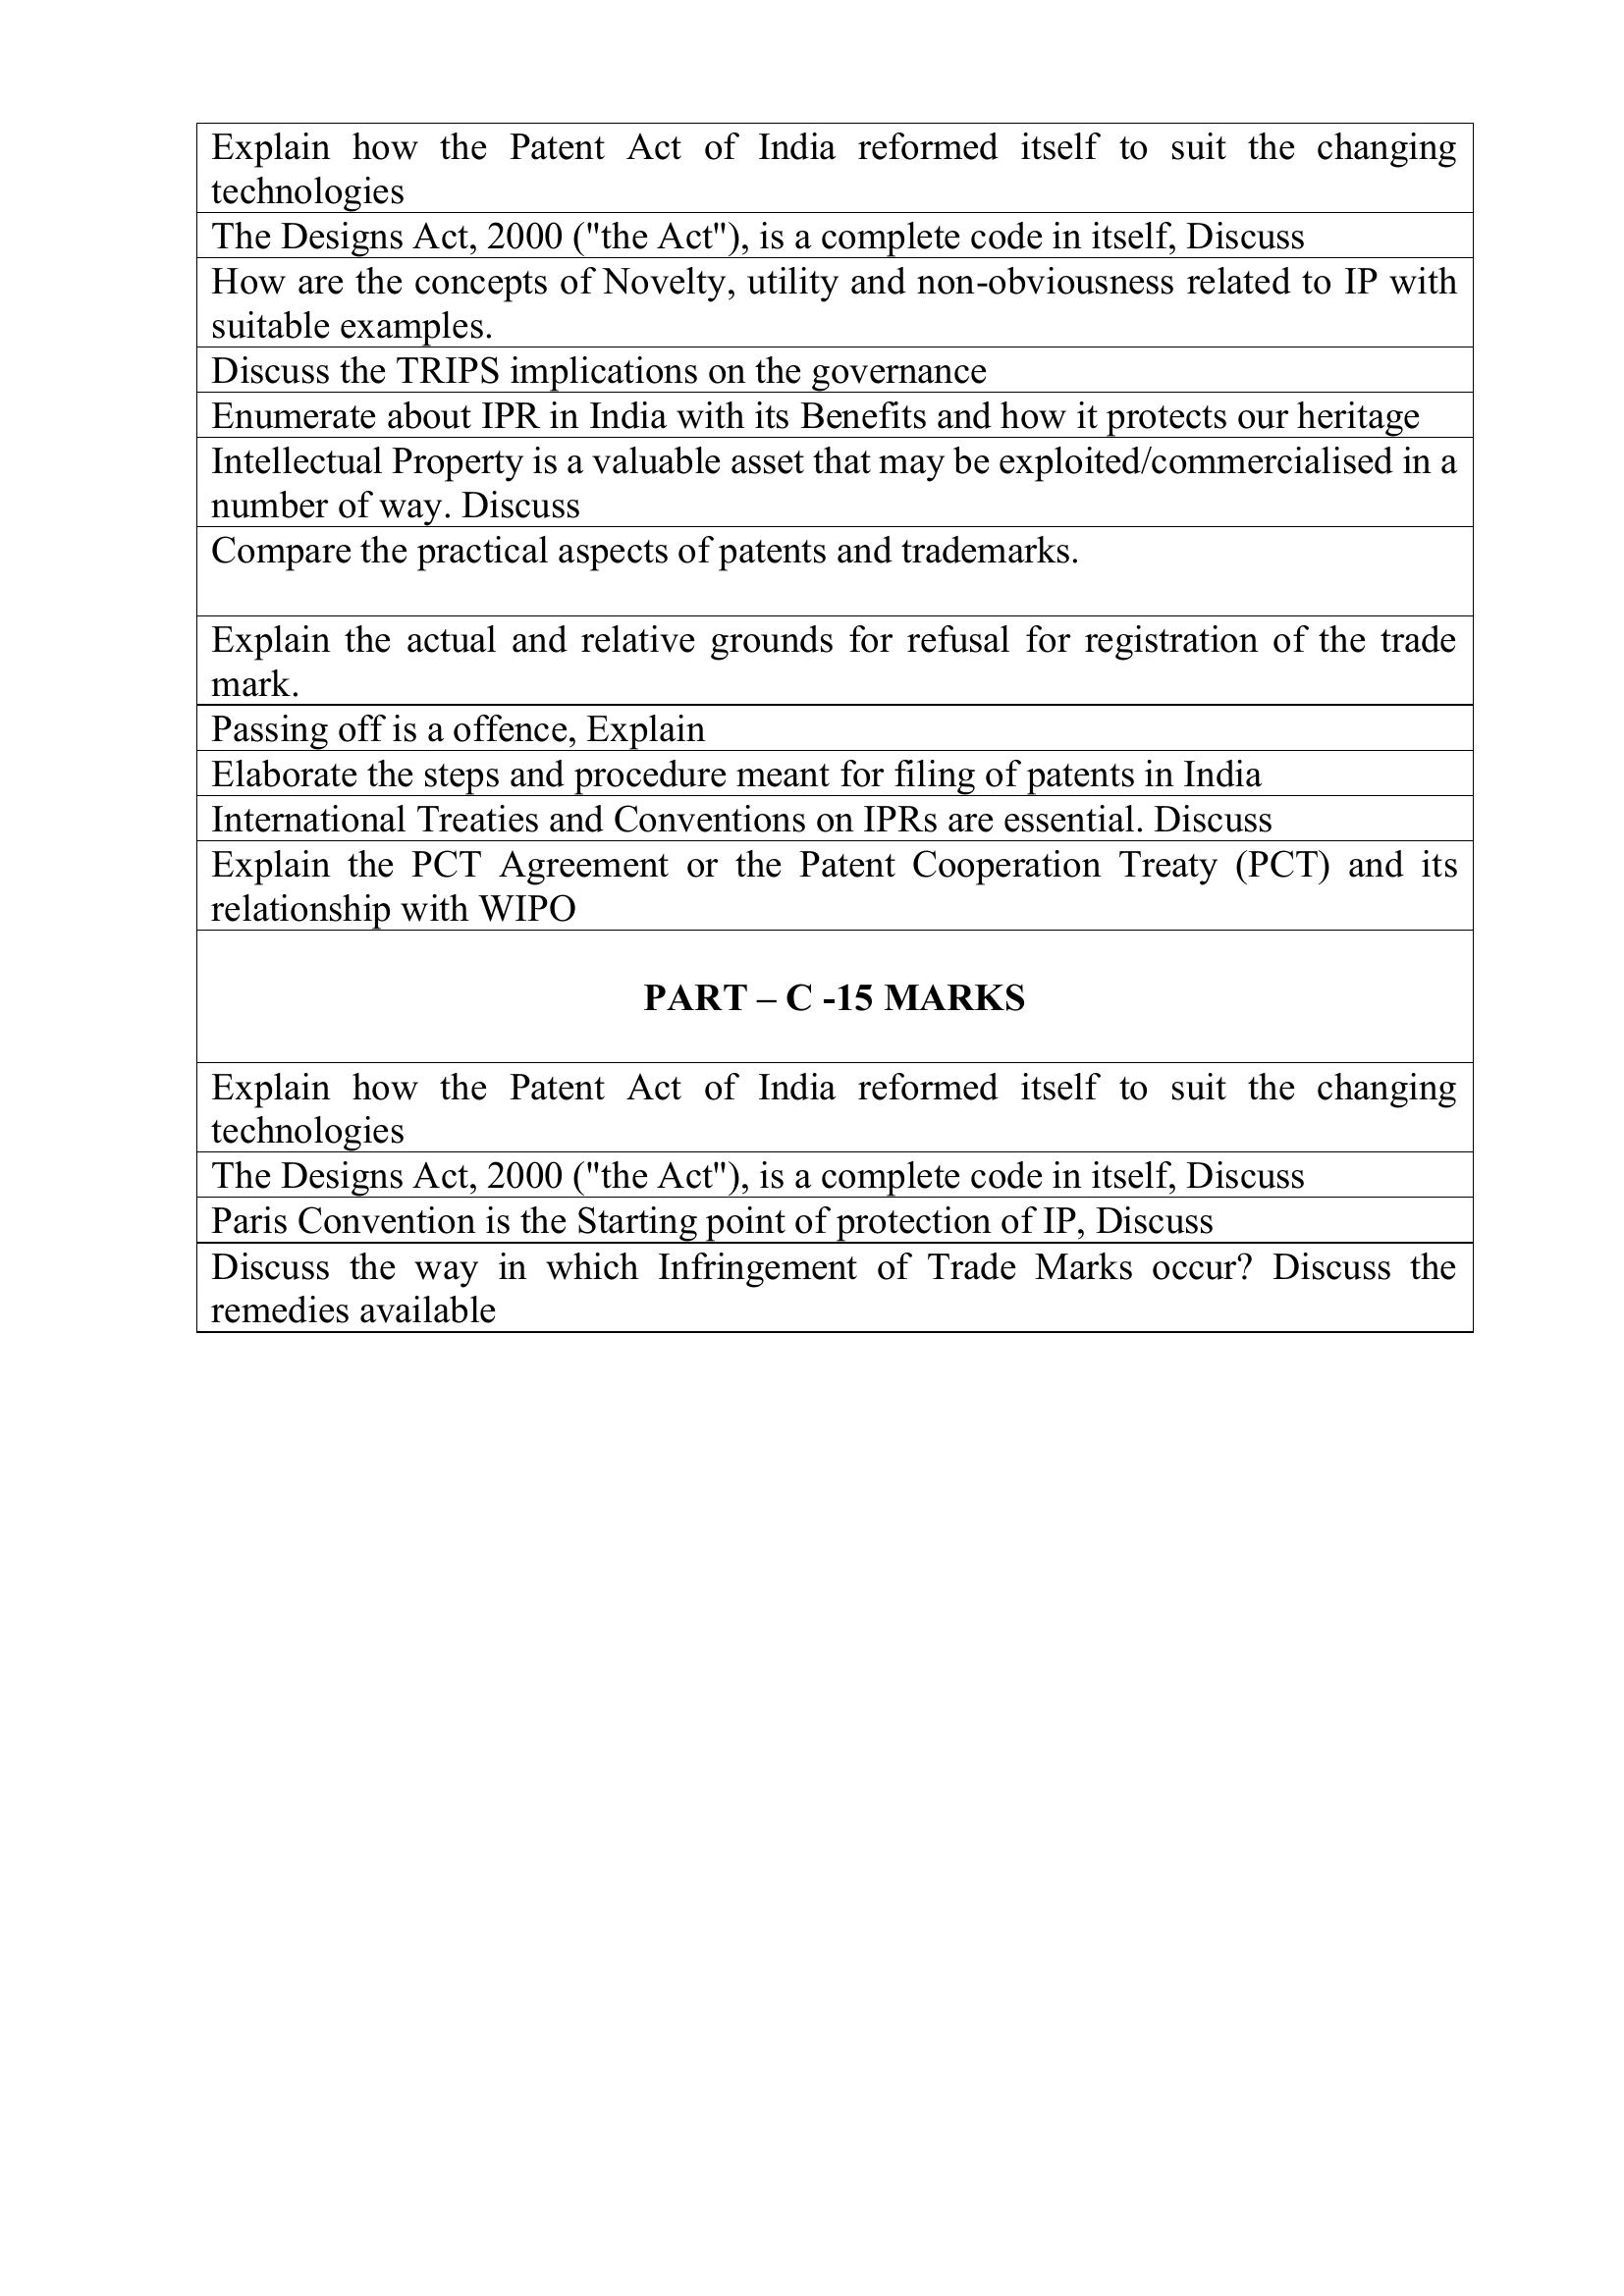 Explain how the Patent Act of India reformed itself to suit the changing
technologies
The Designs Act, 2000 ("the Act"), is a complete code in itself, Discuss
How are the concepts of Novelty, utility and non-obviousness related to IP with
suitable examples.
Discuss the TRIPS implications on the governance
Enumerate about IPR in India with its Benefits and how it protects our heritage
Intellectual Property is a valuable asset that may be exploited/commercialised in a
number of way. Discuss
Compare the practical aspects of patents and trademarks.
Explain the actual and relative grounds for refusal for registration of the trade
mark.
Passing off is a offence, Explain
Elaborate the steps and procedure meant for filing of patents in India
International Treaties and Conventions on IPRs are essential. Discuss
Explain the PCT Agreement or the Patent Cooperation Treaty (PCT) and its
relationship with WIPO
PART – C -15 MARKS
Explain how the Patent Act of India reformed itself to suit the changing
technologies
The Designs Act, 2000 ("the Act"), is a complete code in itself, Discuss
Paris Convention is the Starting point of protection of IP, Discuss
Discuss the way in which Infringement of Trade Marks occur? Discuss the
remedies available